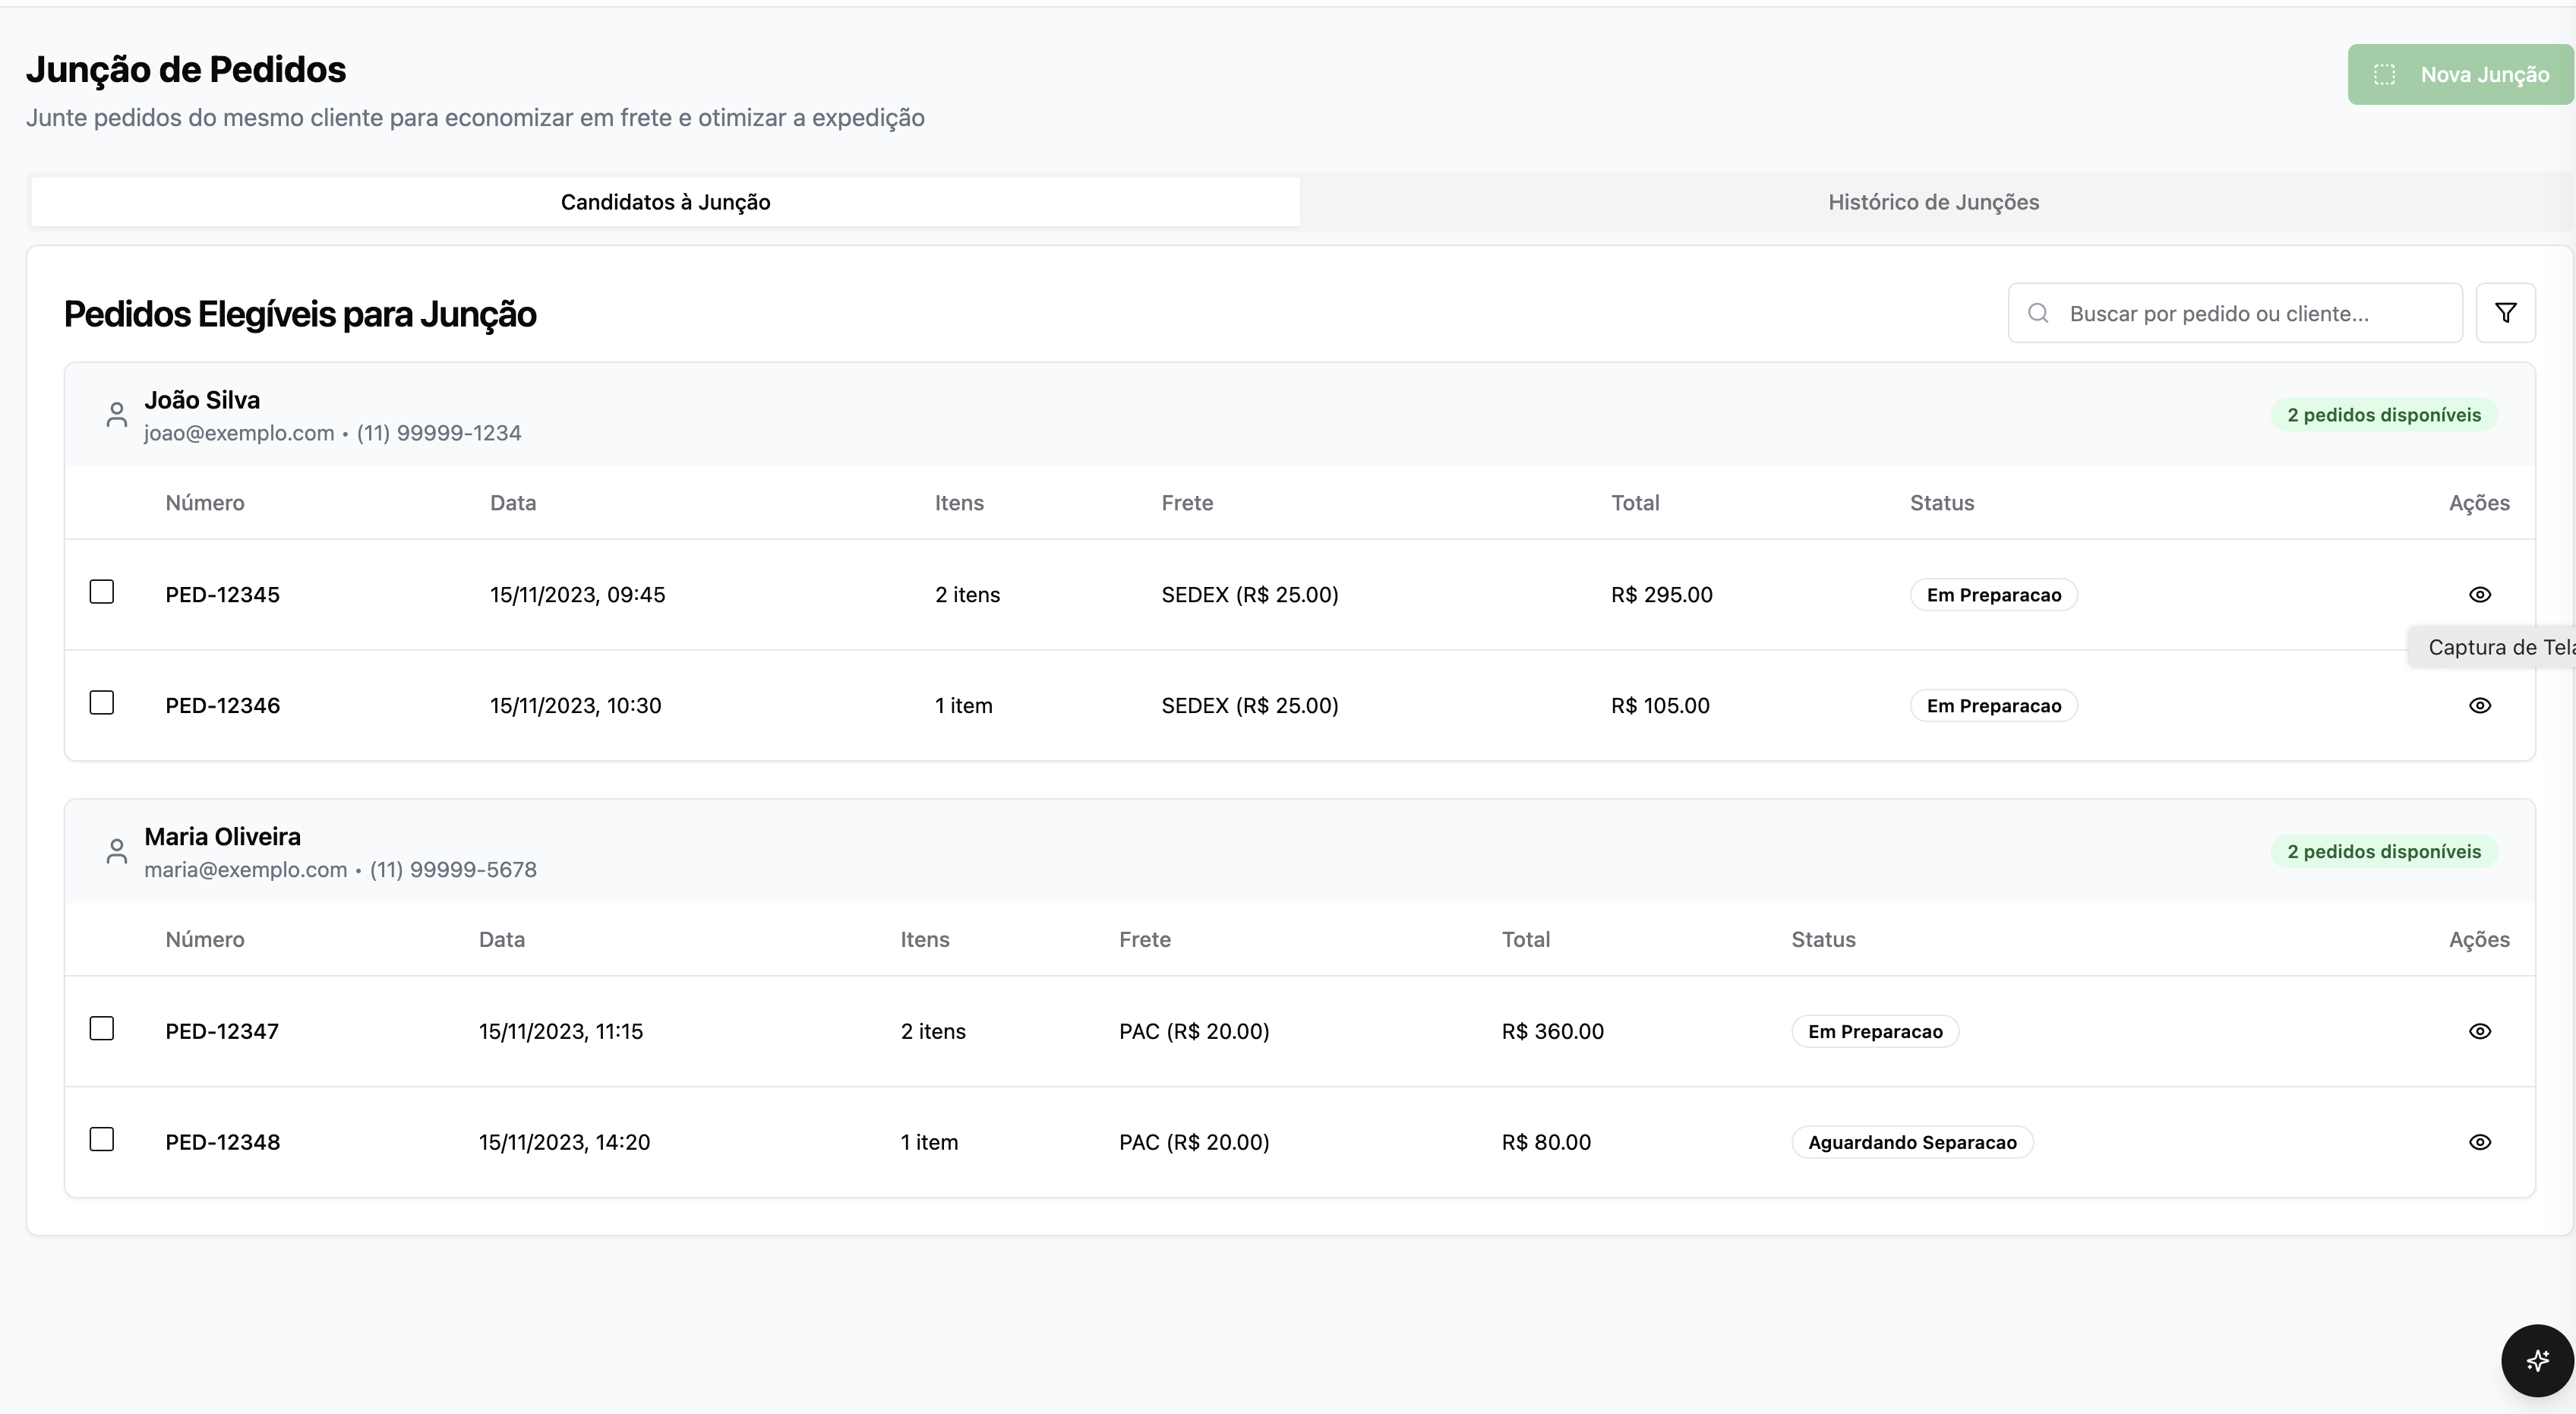 Junção de Pedidos
Nova Junção
Junte pedidos do mesmo cliente para economizar em frete e otimizar a expedição
Candidatos à Junção
Histórico de Junções
Pedidos Elegíveis para Junção
Buscar por pedido ou cliente...
João Silva
joao@exemplo.com • (11) 99999-1234
2 pedidos disponíveis
Número Data Itens Frete Total Status Ações
PED-12345 15/11/2023, 09:45 2 itens SEDEX (R$ 25.00) R$ 295.00 Em Preparacao
Captura de Tela
PED-12346 15/11/2023, 10:30 1 item SEDEX (R$ 25.00) R$ 105.00 Em Preparacao
Maria Oliveira
maria@exemplo.com • (11) 99999-5678
2 pedidos disponíveis
Número Data Itens Frete Total Status Ações
PED-12347 15/11/2023, 11:15 2 itens PAC (R$ 20.00) R$ 360.00 Em Preparacao
PED-12348 15/11/2023, 14:20 1 item PAC (R$ 20.00) R$ 80.00 Aguardando Separacao